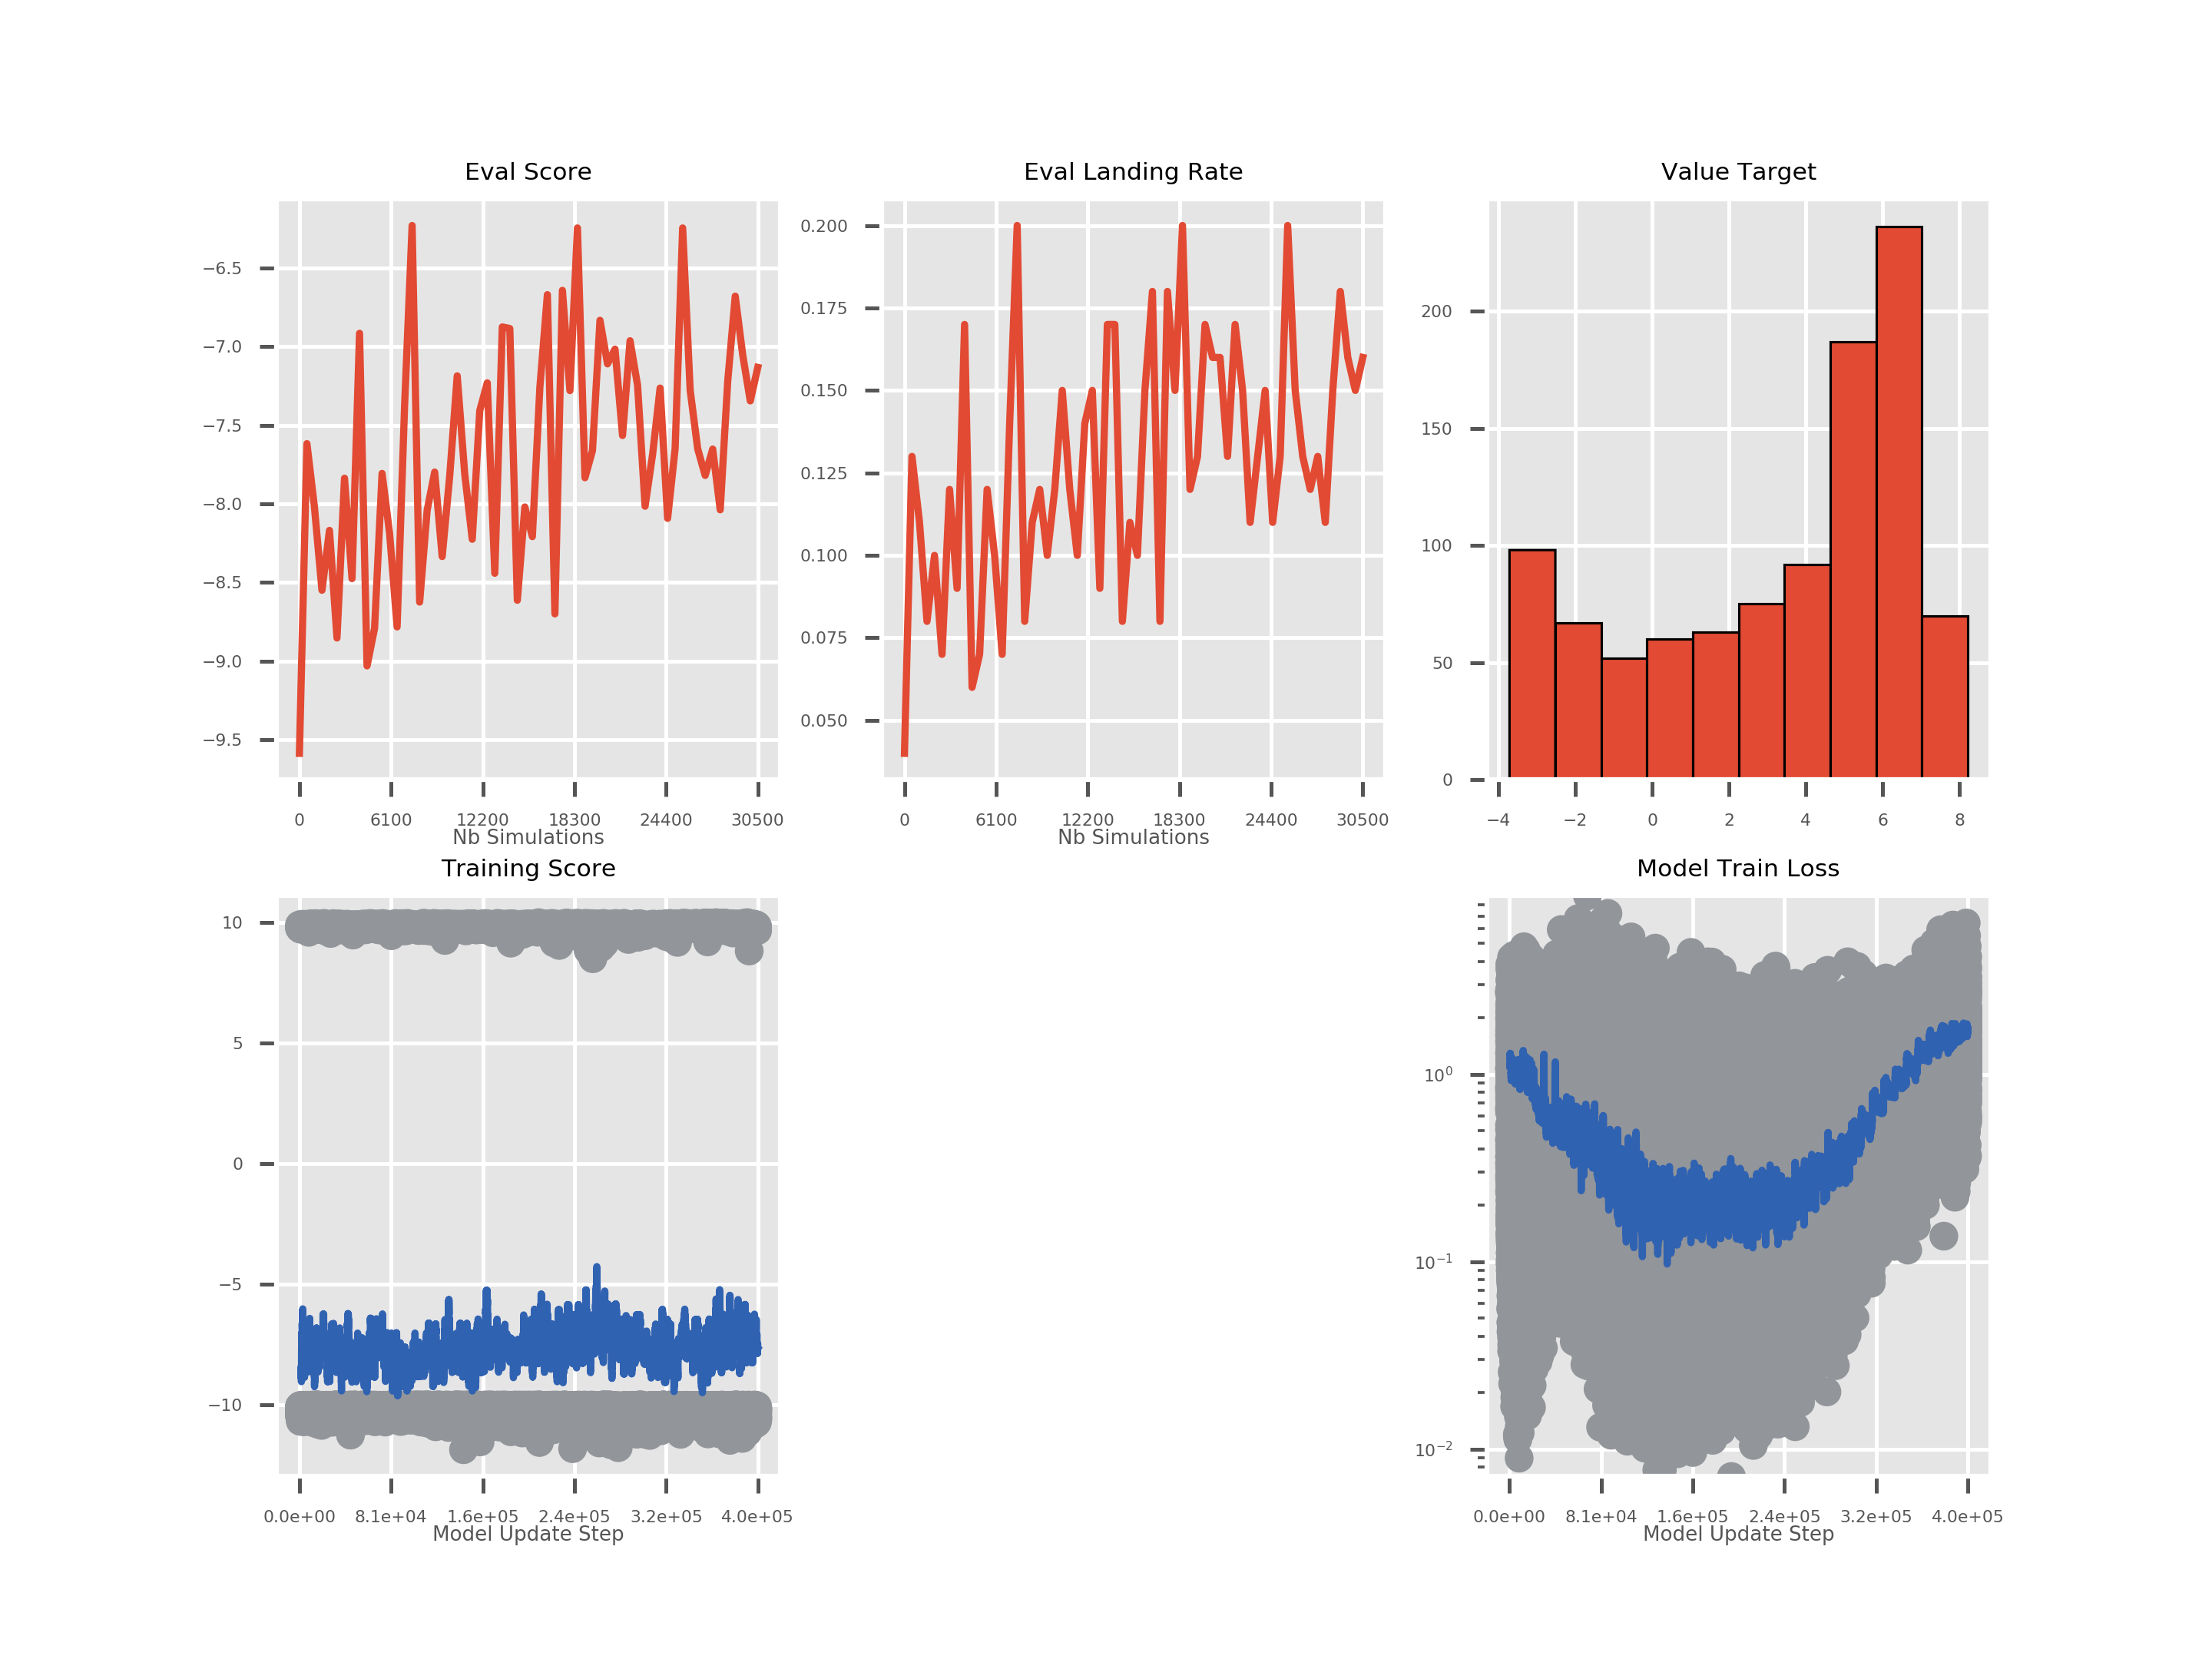 Eval Score
−6.5
−7.0
−7.5
−8.0
−8.5
−9.0
−9.5
0 6100 12200 18300 24400 30500
Nb Simulations
Eval Landing Rate
0.200
0.175
0.150
0.125
0.100
0.075
0.050
0 6100 12200 18300 24400 30500
Nb Simulations
Value Target
200
150
100
50
0
−4 −2 0 2 4 6 8
Training Score
10
5
0
−5
−10
0.0e+00 8.1e+04 1.6e+05 2.4e+05 3.2e+05 4.0e+05
Model Update Step
Model Train Loss
10⁰
10⁻¹
10⁻²
0.0e+00 8.1e+04 1.6e+05 2.4e+05 3.2e+05 4.0e+05
Model Update Step